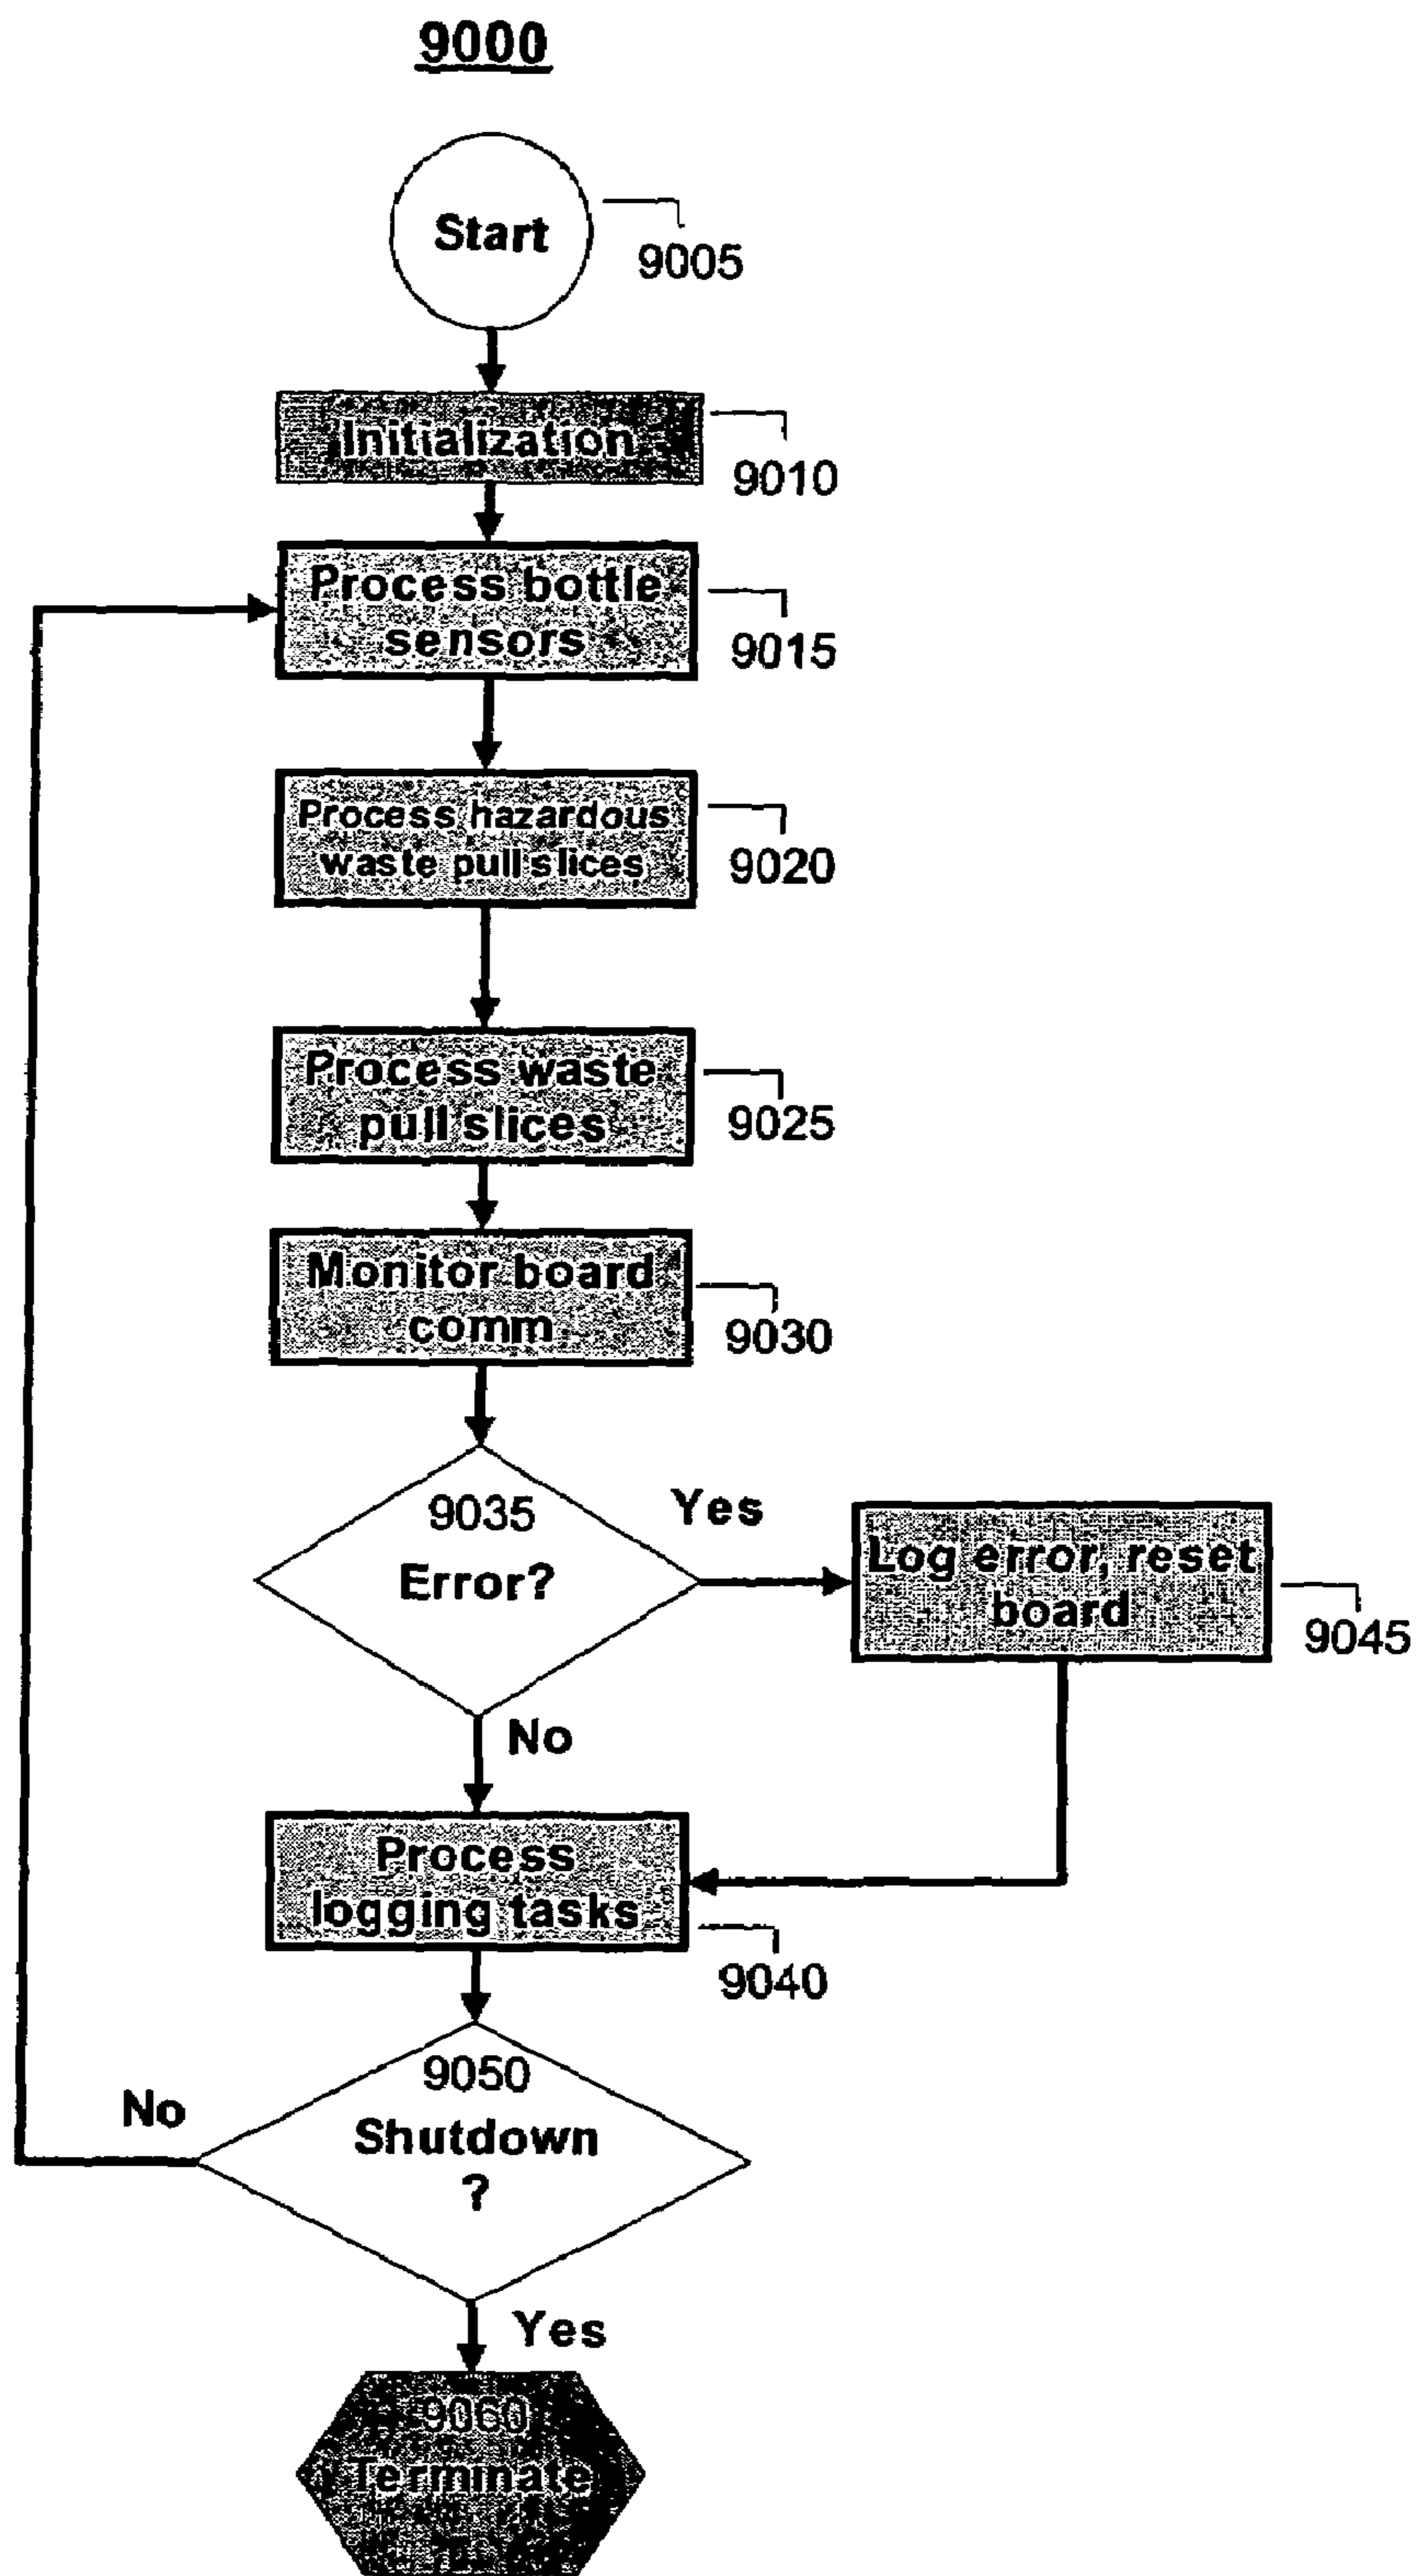 9000
Start
9005
Initialization
9010
Process bottle
sensors
9015
Process hazardous
waste pull slices
9020
Process waste
pull slices
9025
Monitor board
comm
9030
9035
Error?
Yes
Log error, reset
board
9045
No
Process
logging tasks
9040
9050
Shutdown
?
No
Yes
9060
Terminate